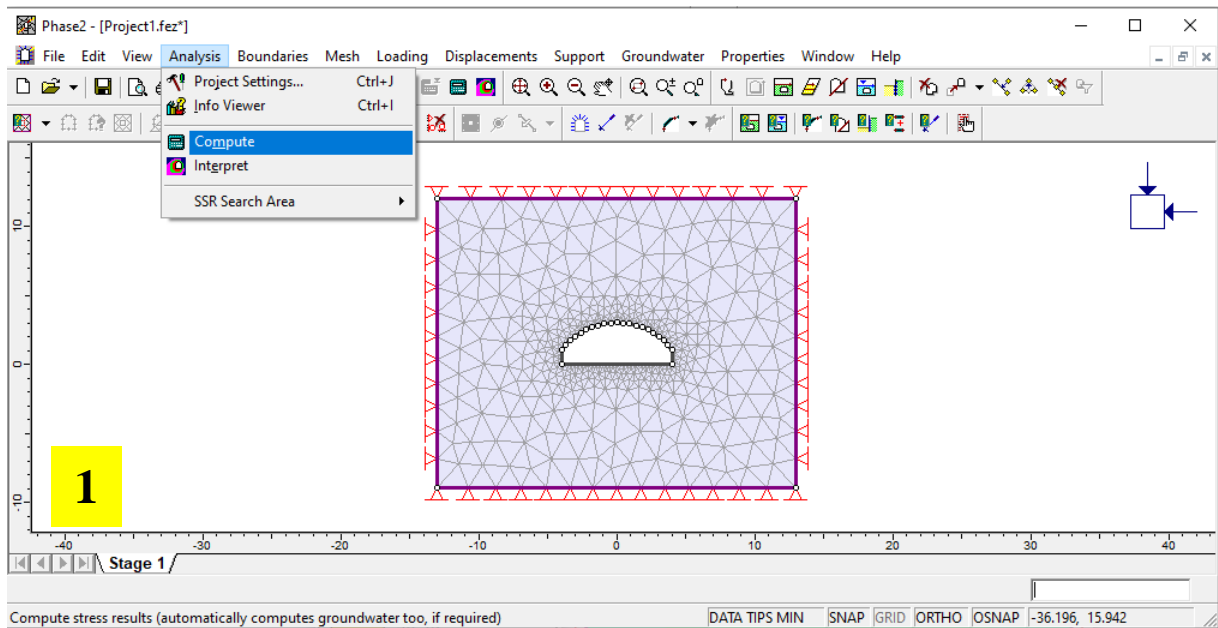 Phase2 - [Project1.fez*]
File Edit View Analysis Boundaries Mesh Loading Displacements Support Groundwater Properties Window Help
Project Settings... Ctrl+J
Info Viewer Ctrl+I
Compute
Interpret
SSR Search Area
10
0
-10
1
-40 -30 -20 -10 0 10 20 30 40
Stage 1
Compute stress results (automatically computes groundwater too, if required) DATA TIPS MIN SNAP GRID ORTHO OSNAP -36.196, 15.942